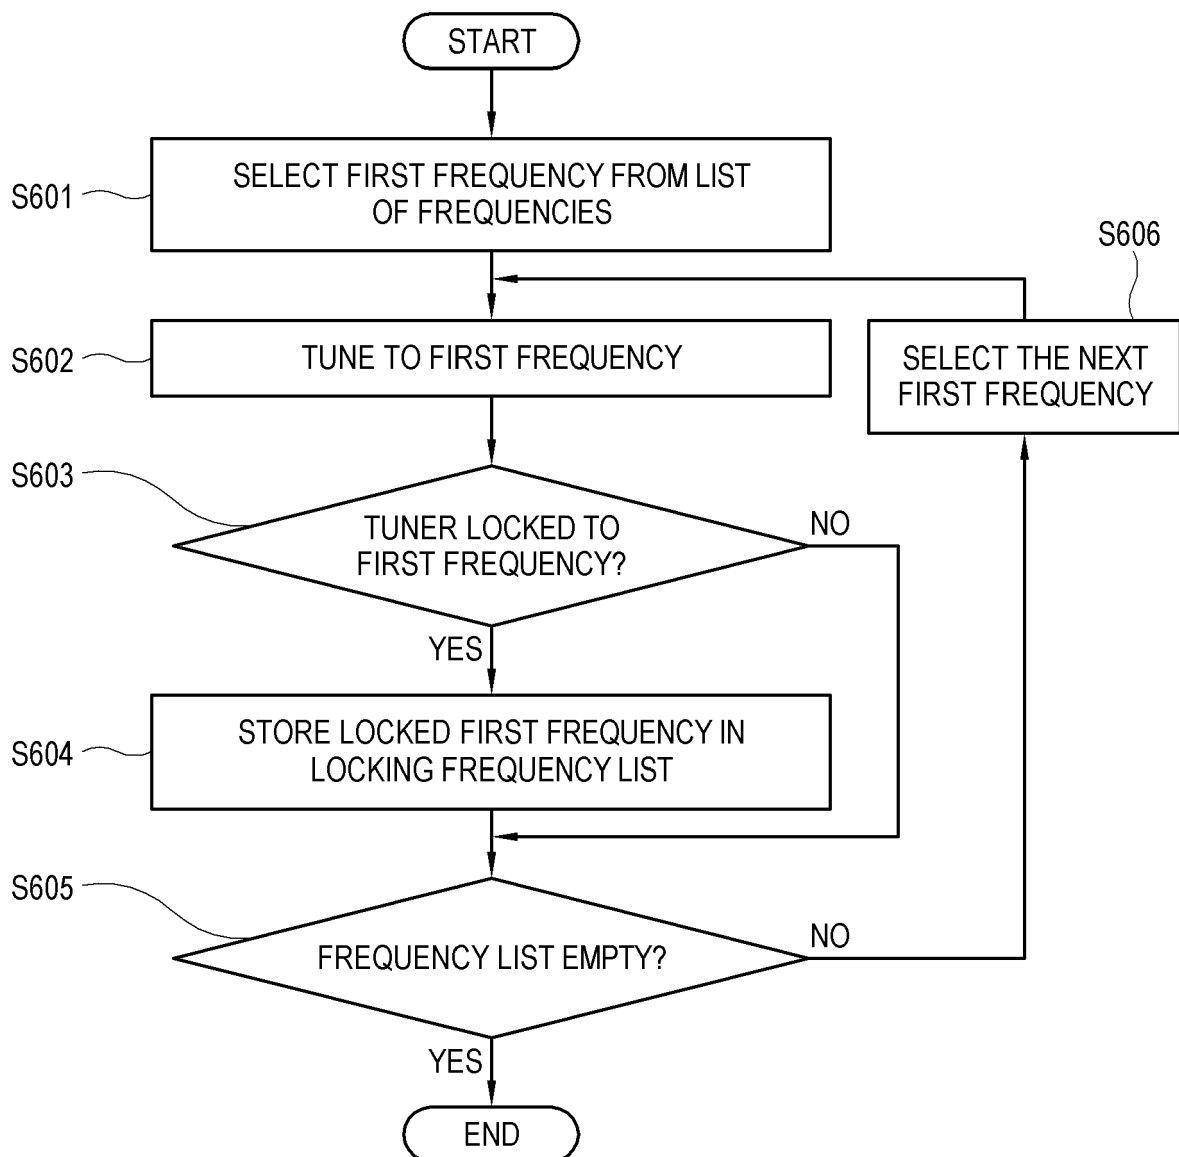 START
S601
SELECT FIRST FREQUENCY FROM LIST
OF FREQUENCIES
S606
S602
TUNE TO FIRST FREQUENCY
SELECT THE NEXT
FIRST FREQUENCY
S603
TUNER LOCKED TO
FIRST FREQUENCY?
NO
YES
S604
STORE LOCKED FIRST FREQUENCY IN
LOCKING FREQUENCY LIST
S605
FREQUENCY LIST EMPTY?
NO
YES
END